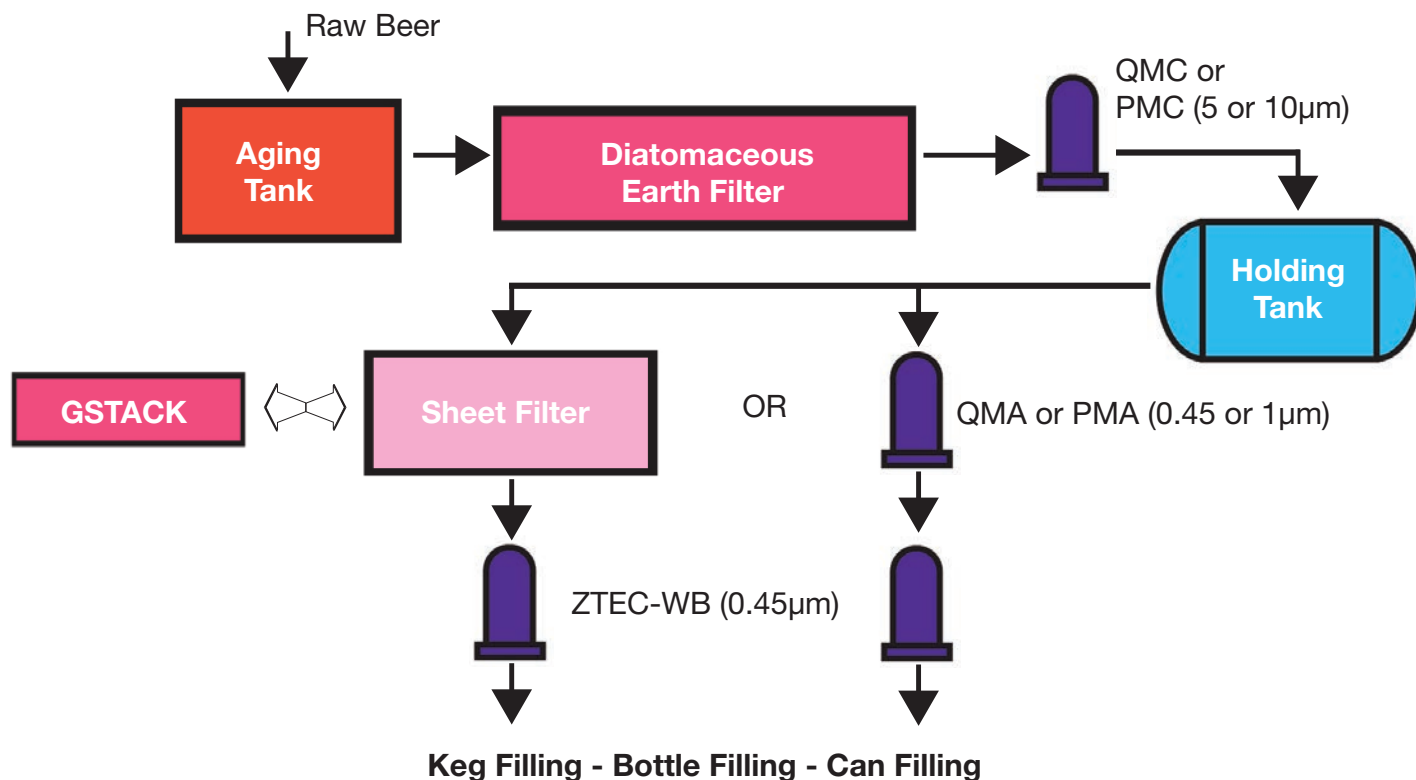 Raw Beer
QMC or
PMC (5 or 10µm)
Aging
Tank
Diatomaceous
Earth Filter
Holding
Tank
GSTACK
Sheet Filter
OR
QMA or PMA (0.45 or 1µm)
ZTEC-WB (0.45µm)
Keg Filling - Bottle Filling - Can Filling